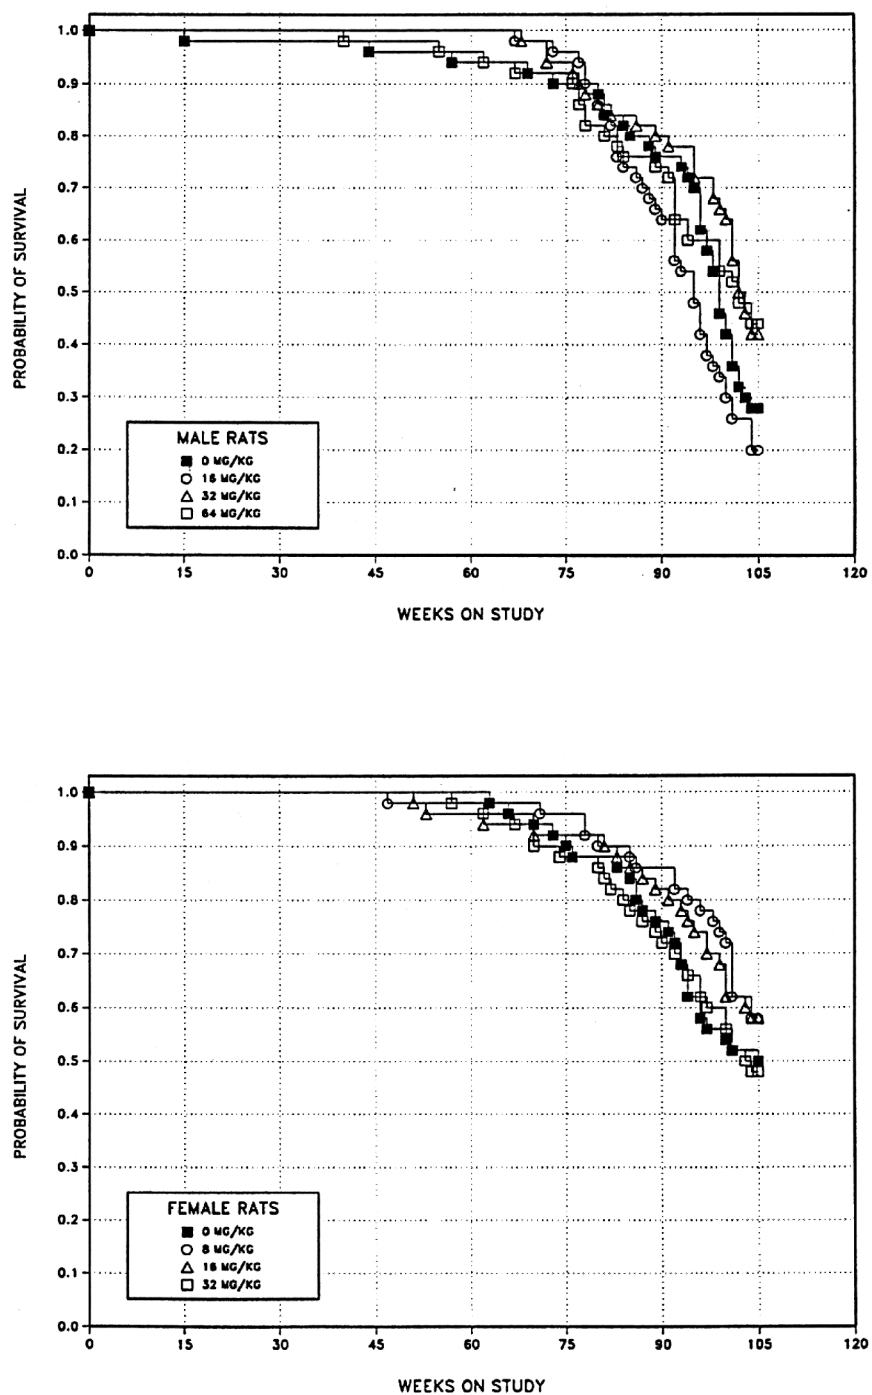 1.0
0.9
0.8
0.7
0.6
0.5
0.4
0.3
0.2
0.1
0.0
PROBABILITY OF SURVIVAL
MALE RATS
0 MG/KG
16 MG/KG
32 MG/KG
64 MG/KG
0 15 30 45 60 75 90 105 120
WEEKS ON STUDY
1.0
0.9
0.8
0.7
0.6
0.5
0.4
0.3
0.2
0.1
0.0
PROBABILITY OF SURVIVAL
FEMALE RATS
0 MG/KG
8 MG/KG
16 MG/KG
32 MG/KG
0 15 30 45 60 75 90 105 120
WEEKS ON STUDY